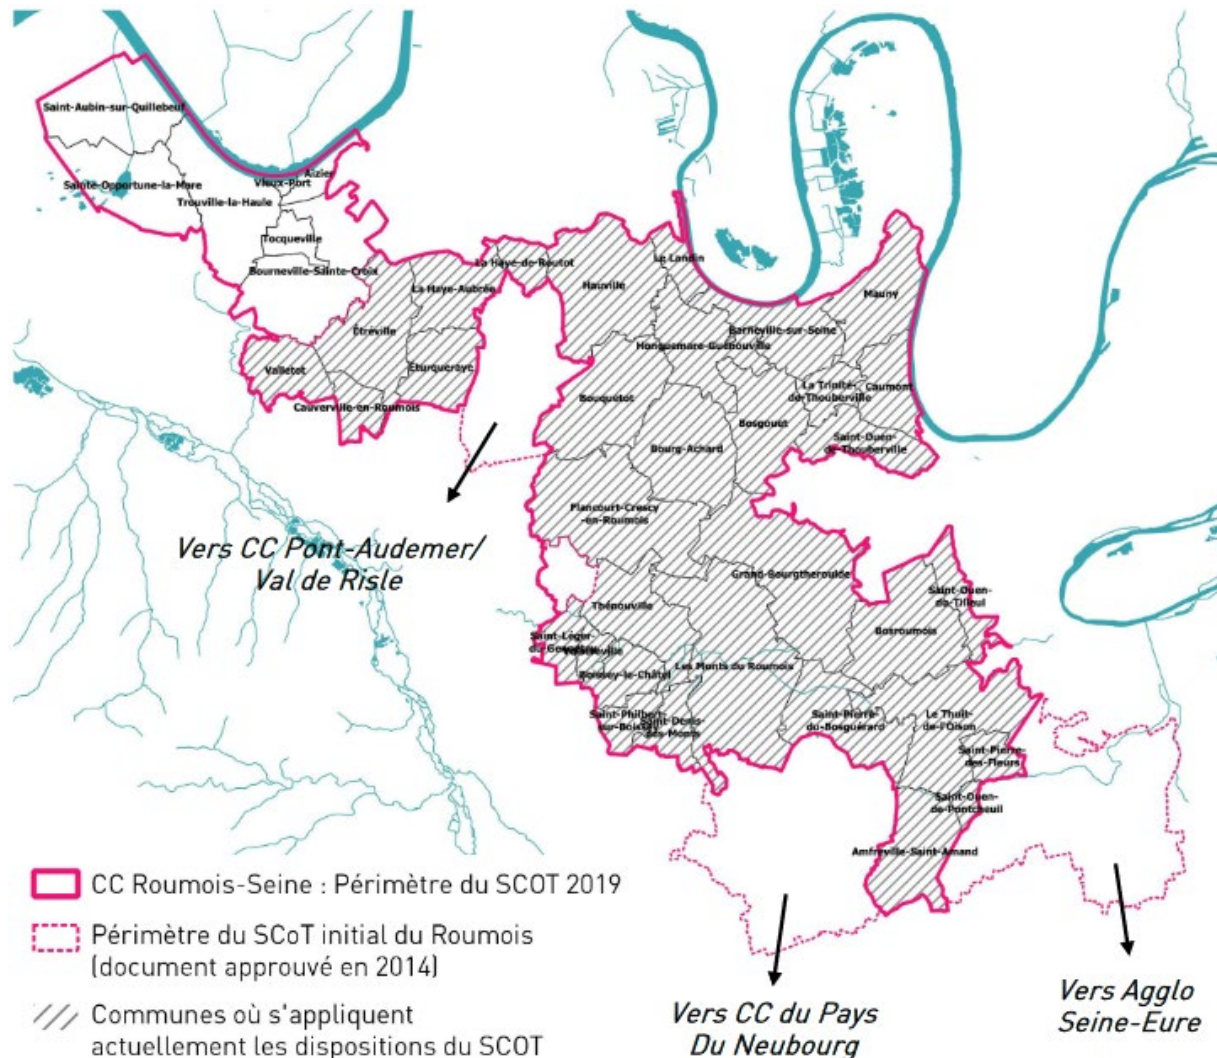 Saint-Aubin-sur-Quillebeuf
Aizier
Vieux-Port
Sainte-Opportune-la-Mare
Trouville-la-Haule
Tocqueville
Bourneville-Sainte-Croix
La Haye-de-Routot
Le Landin
La Haye-Aubrée
Hauville
Mauny
Étréville
Barneville-sur-Seine
Honguemare-Guenouville
Valletot
Éturqueraye
La Trinité-
de-Thouberville
Caumont
Cauverville-en-Roumois
Bouquetot
Bosgouet
Bourg-Achard
Saint-Ouen-
de-Thouberville
Flancourt-Crescy
-en-Roumois
Vers CC Pont-Audemer/
Val de Risle
Grand-Bourgtheroulde
Saint-Ouen-
du-Tilleul
Thénouville
Bosroumois
Saint-Léger-
Les Monts du Roumois
Boissey-le-Châtel
Saint-Philbert-
sur-Boissey
Saint-Denis-
des-Monts
Saint-Pierre-
du-Bosguérard
Le Thuit-
de-l'Oison
Saint-Pierre-
des-Fleurs
Saint-Ouen-
de-Pontcheuil
Amfreville-Saint-Amand
CC Roumois-Seine : Périmètre du SCOT 2019
Périmètre du SCoT initial du Roumois
(document approuvé en 2014)
Communes où s'appliquent
actuellement les dispositions du SCOT
Vers CC du Pays
Du Neubourg
Vers Agglo
Seine-Eure